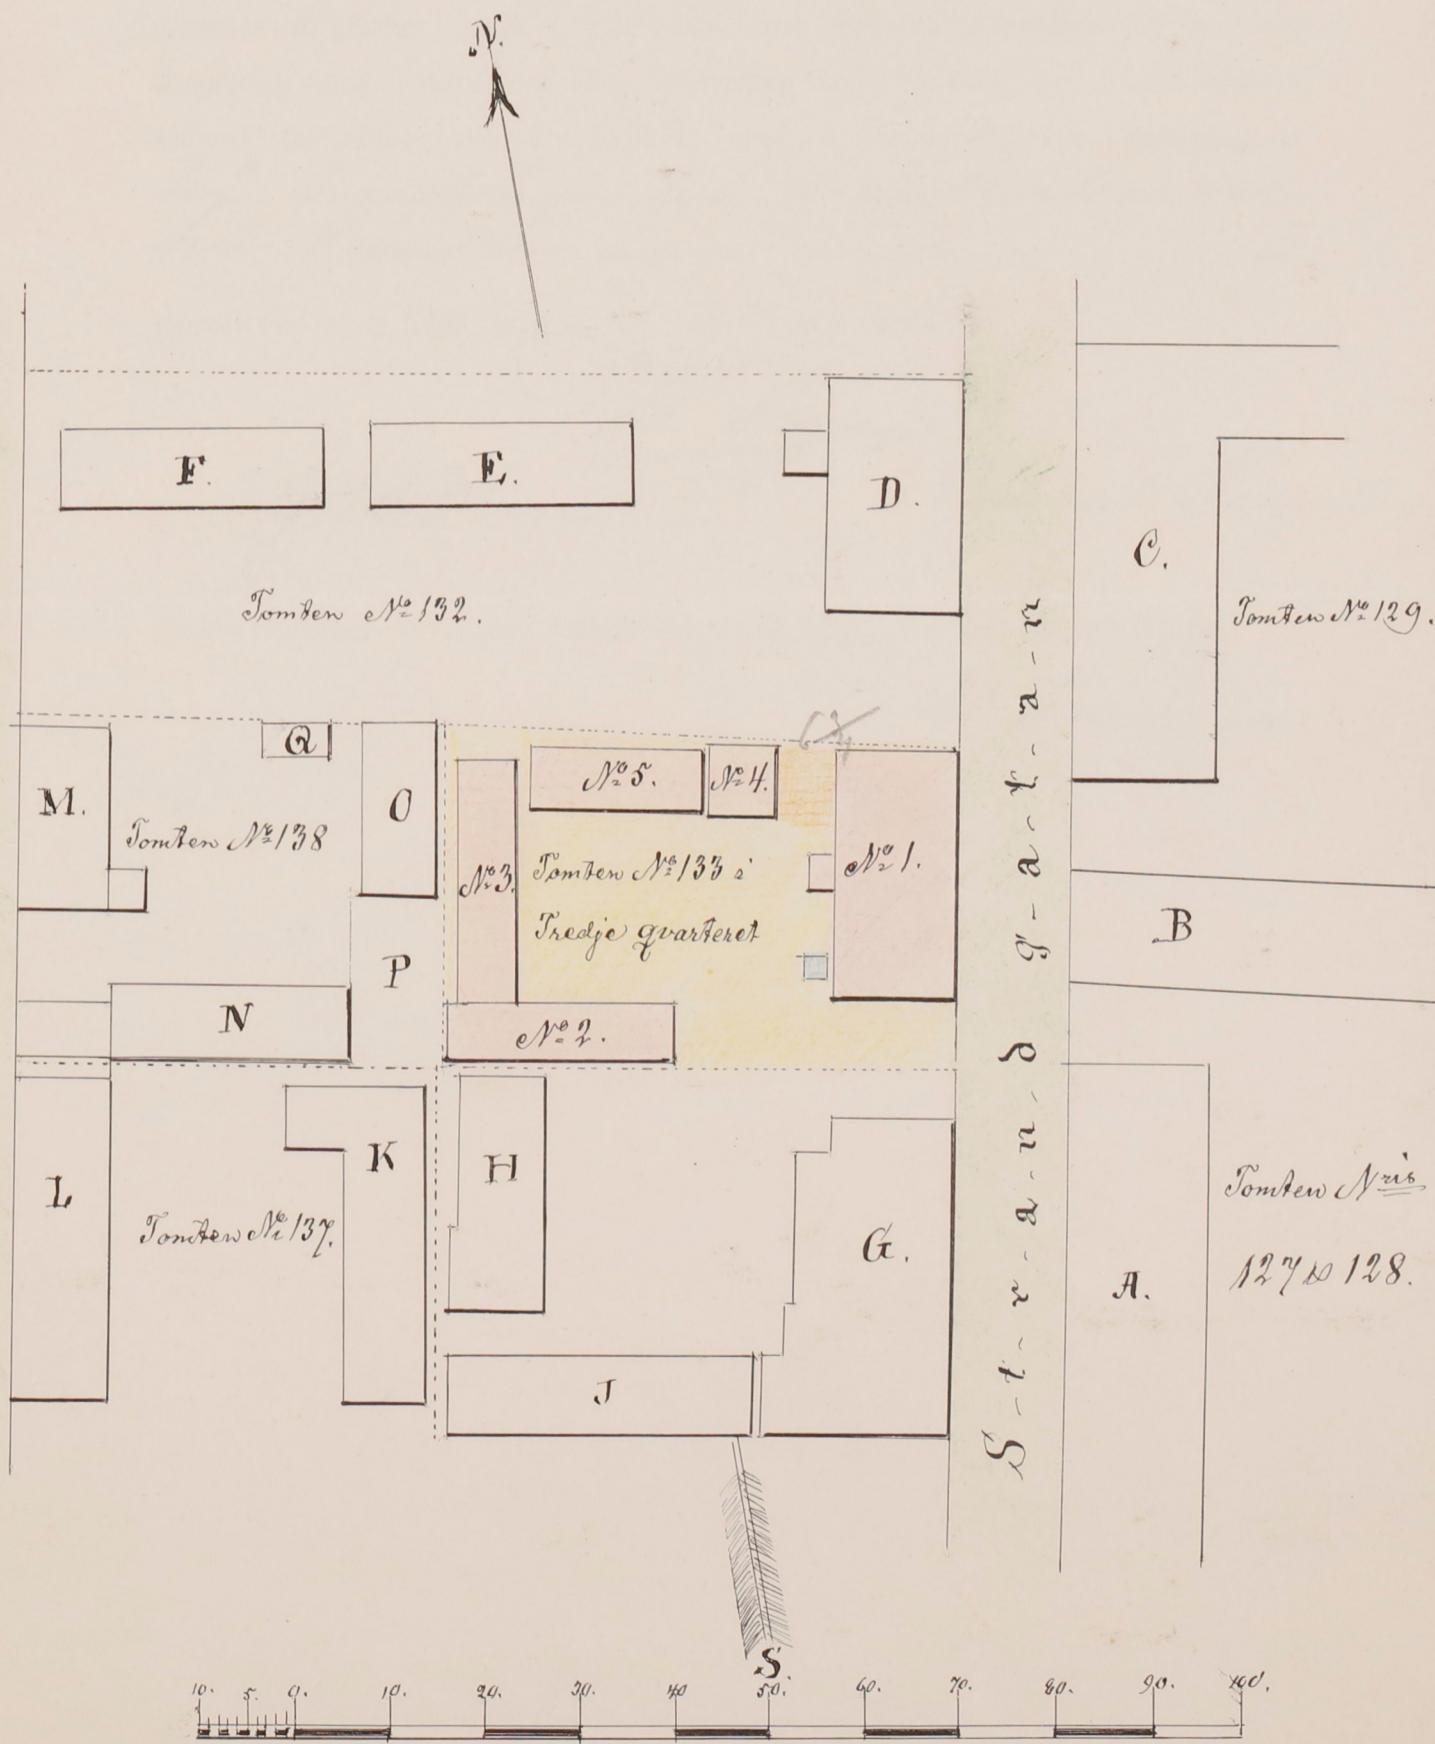 N.
F.
E.
D.
C.
Tomten No 132.
Tomten No 129.
Q
O
M.
Tomten No 138
No 5.
No 4.
No 3.
No 1.
Tomten No 133 i
Tredje qvarteret
B
P
N
No 2.
S-t-r-a-n-d g-a-t-a-n
L
K
H
Tomten No 137.
G.
A.
Tomten Nris
127 & 128.
J
S.
10. 5. 0. 10. 20. 30. 40 50. 60. 70. 80. 90. 100.